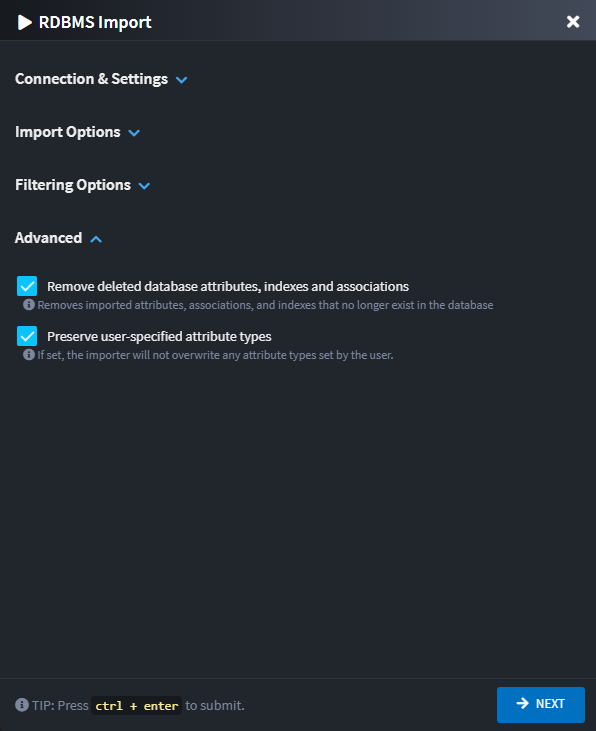 RDBMS Import
Connection & Settings
Import Options
Filtering Options
Advanced
Remove deleted database attributes, indexes and associations
Removes imported attributes, associations, and indexes that no longer exist in the database
Preserve user-specified attribute types
If set, the importer will not overwrite any attribute types set by the user.
TIP: Press ctrl + enter to submit.
NEXT